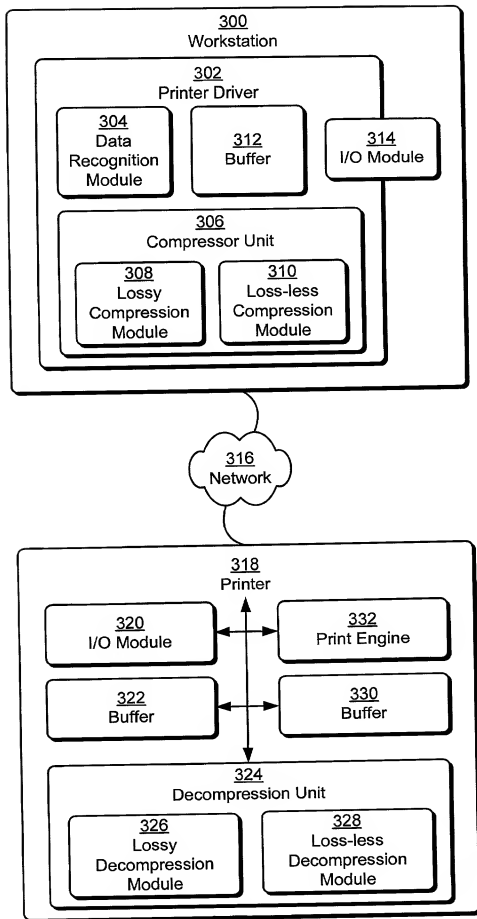 300
Workstation
302
Printer Driver
304
Data
Recognition
Module
312
Buffer
314
I/O Module
306
Compressor Unit
308
Lossy
Compression
Module
310
Loss-less
Compression
Module
316
Network
318
Printer
320
I/O Module
332
Print Engine
322
Buffer
330
Buffer
324
Decompression Unit
326
Lossy
Decompression
Module
328
Loss-less
Decompression
Module